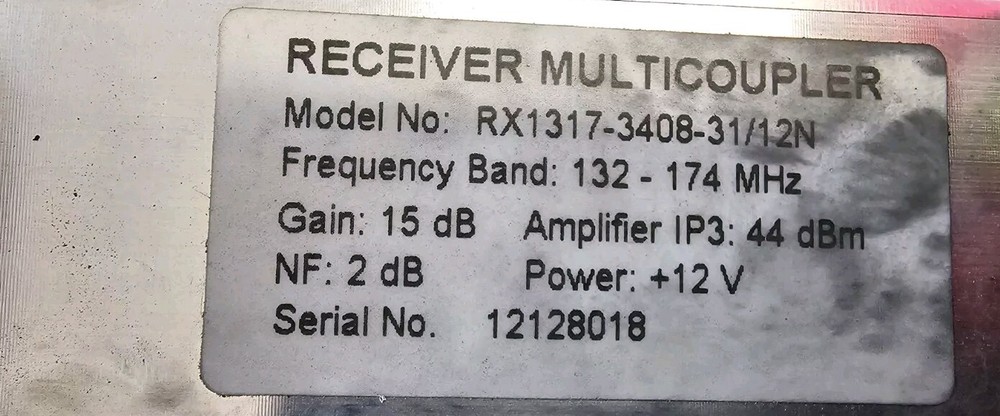 RECEIVER MULTICOUPLER
Model No: RX1317-3408-31/12N
Frequency Band: 132 - 174 MHz
Gain: 15 dB Amplifier IP3: 44 dBm
NF: 2 dB Power: +12 V
Serial No. 12128018